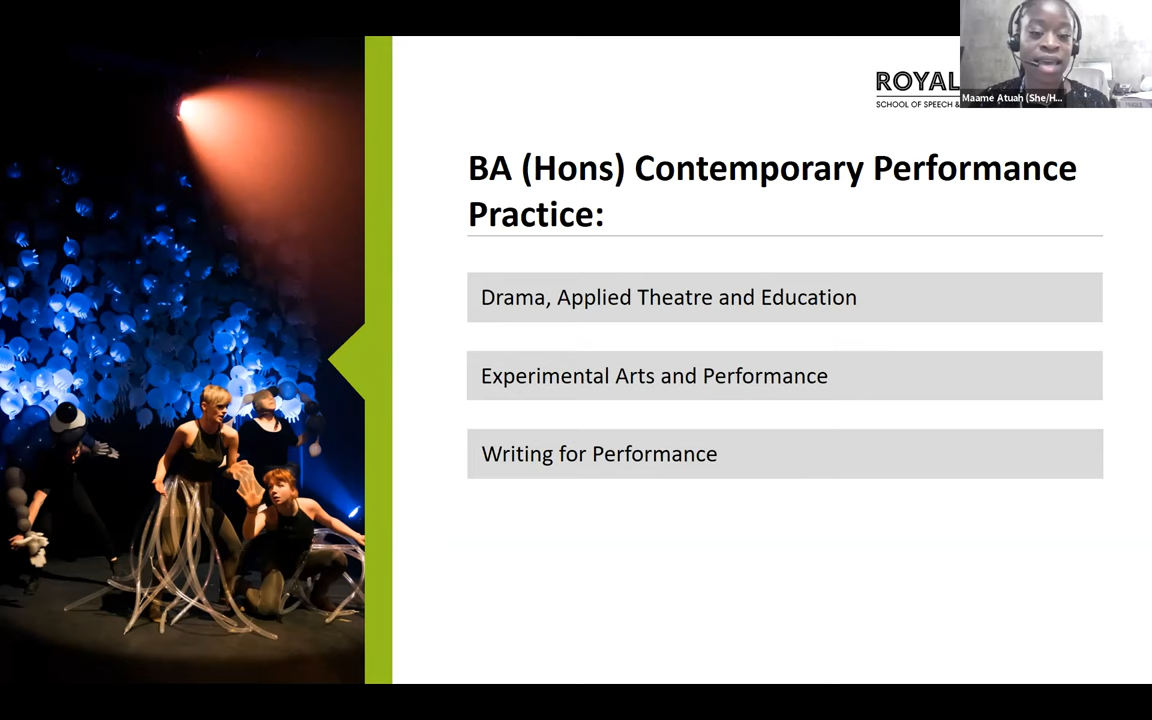 ROYAL
SCHOOL OF SPEECH &
Maame Atuah (She/H...
BA (Hons) Contemporary Performance
Practice:
Drama, Applied Theatre and Education
Experimental Arts and Performance
Writing for Performance